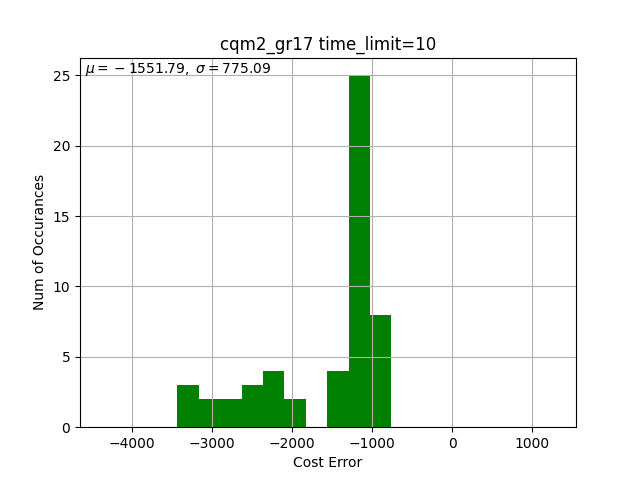 cqm2_gr17 time_limit=10
μ = −1551.79, σ = 775.09
25
20
15
10
5
0
Num of Occurances
−4000 −3000 −2000 −1000 0 1000
Cost Error